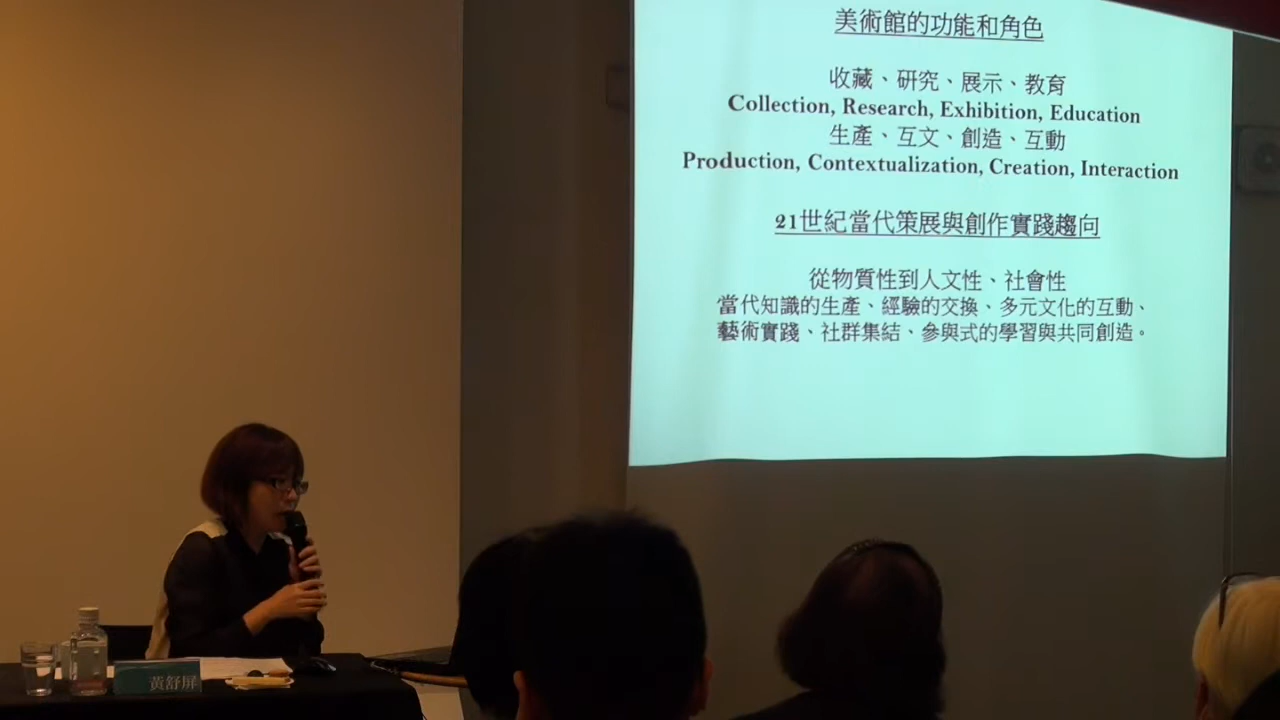 美術館的功能和角色
收藏、研究、展示、教育
Collection, Research, Exhibition, Education
生產、互文、創造、互動
Production, Contextualization, Creation, Interaction
21世紀當代策展與創作實踐趨向
從物質性到人文性、社會性
當代知識的生產、經驗的交換、多元文化的互動、
藝術實踐、社群集結、參與式的學習與共同創造。
黃舒屏